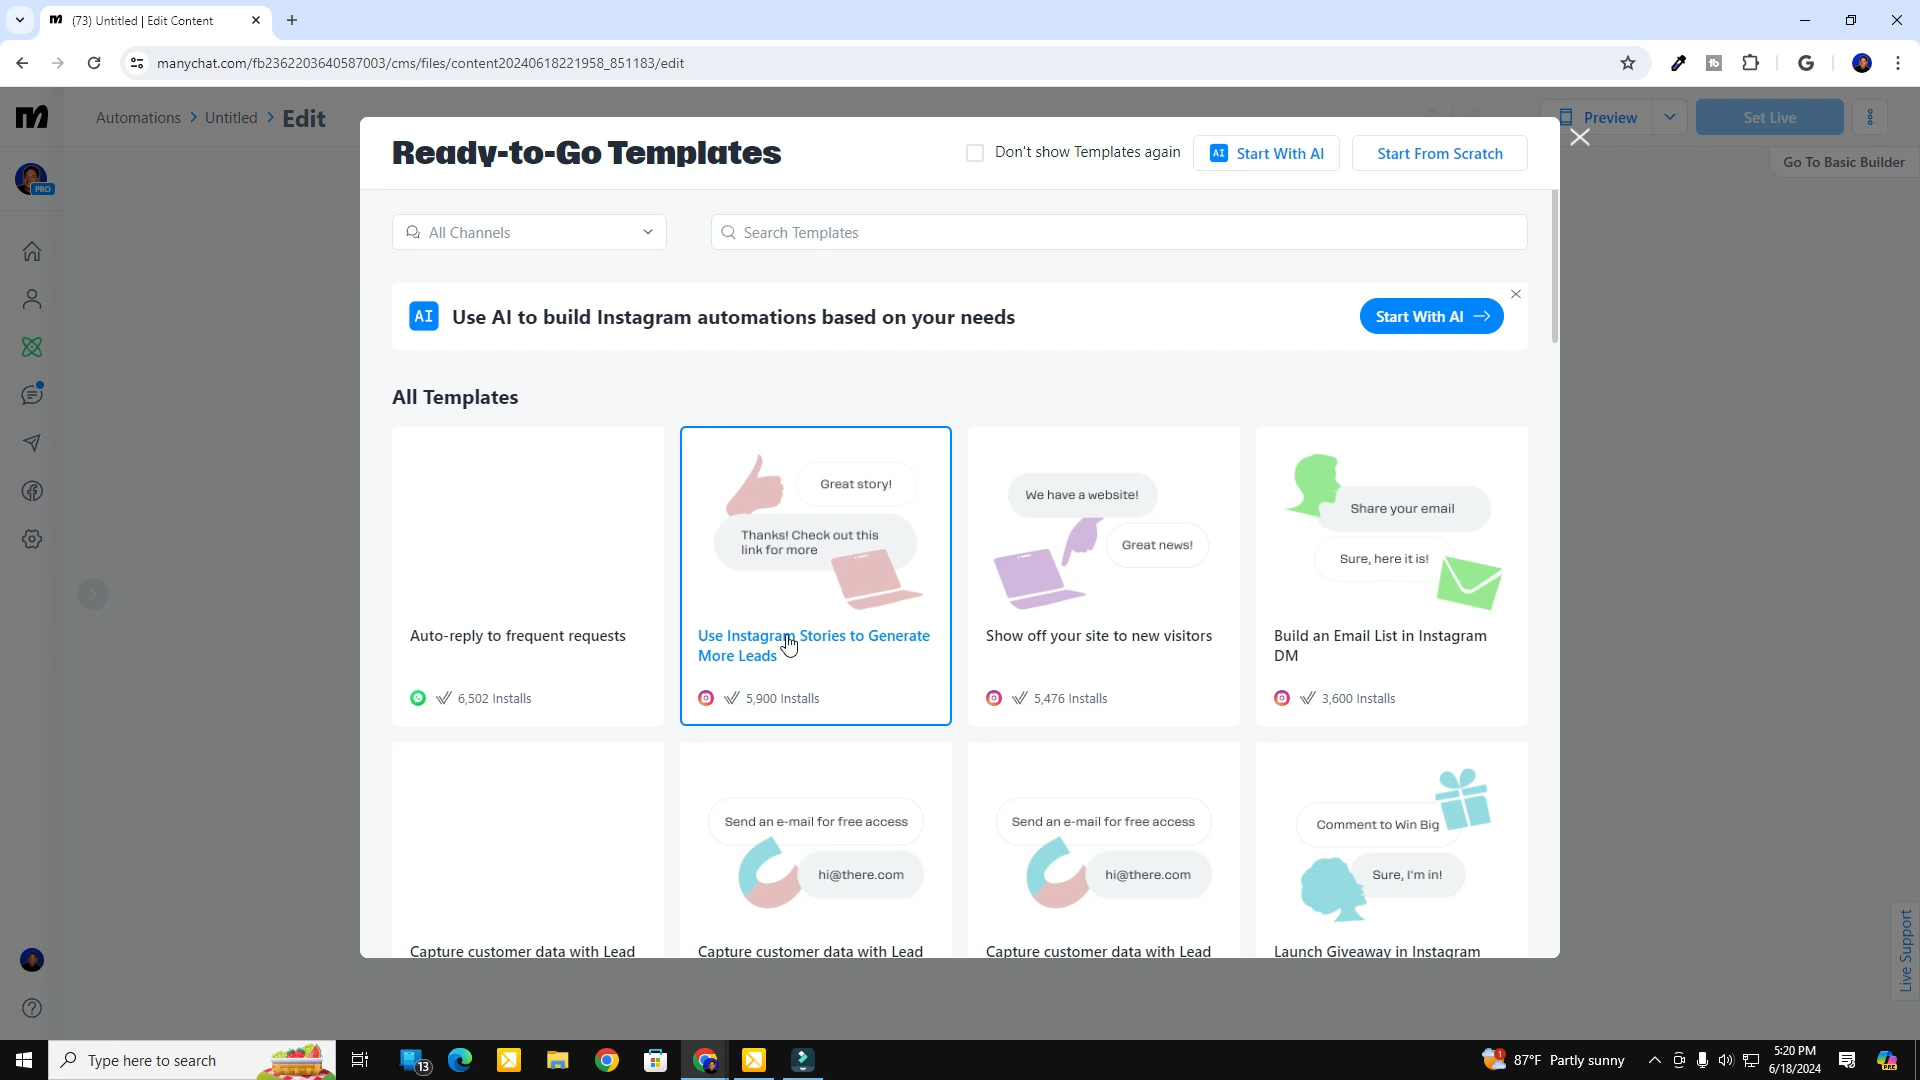 (73) Untitled | Edit Content
manychat.com/fb2362203640587003/cms/files/content20240618221958_851183/edit
Automations > Untitled > Edit
Preview
Set Live
Go To Basic Builder
PRO
Ready-to-Go Templates
Don't show Templates again
AI Start With AI
Start From Scratch
All Channels
Search Templates
AI Use AI to build Instagram automations based on your needs
Start With AI
All Templates
Great story!
Thanks! Check out this
link for more
We have a website!
Great news!
Share your email
Sure, here it is!
Auto-reply to frequent requests
Use Instagram Stories to Generate
More Leads
Show off your site to new visitors
Build an Email List in Instagram
DM
6,502 Installs
5,900 Installs
5,476 Installs
3,600 Installs
Send an e-mail for free access
hi@there.com
Send an e-mail for free access
hi@there.com
Comment to Win Big
Sure, I'm in!
Capture customer data with Lead
Capture customer data with Lead
Capture customer data with Lead
Launch Giveaway in Instagram
Live Support
Type here to search
13
1
87°F Partly sunny
5:20 PM
6/18/2024
PRE